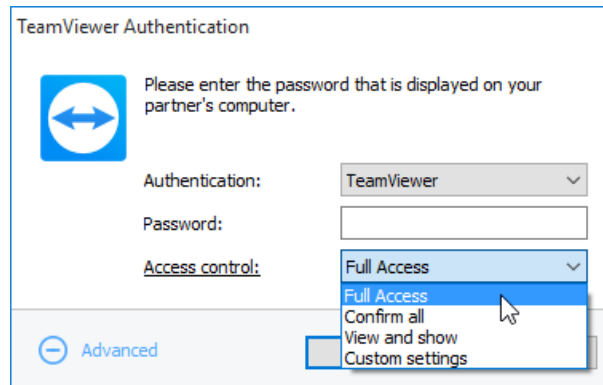 TeamViewer Authentication
Please enter the password that is displayed on your
partner's computer.
Authentication: TeamViewer
Password:
Access control: Full Access
Full Access
Confirm all
View and show
Custom settings
Advanced